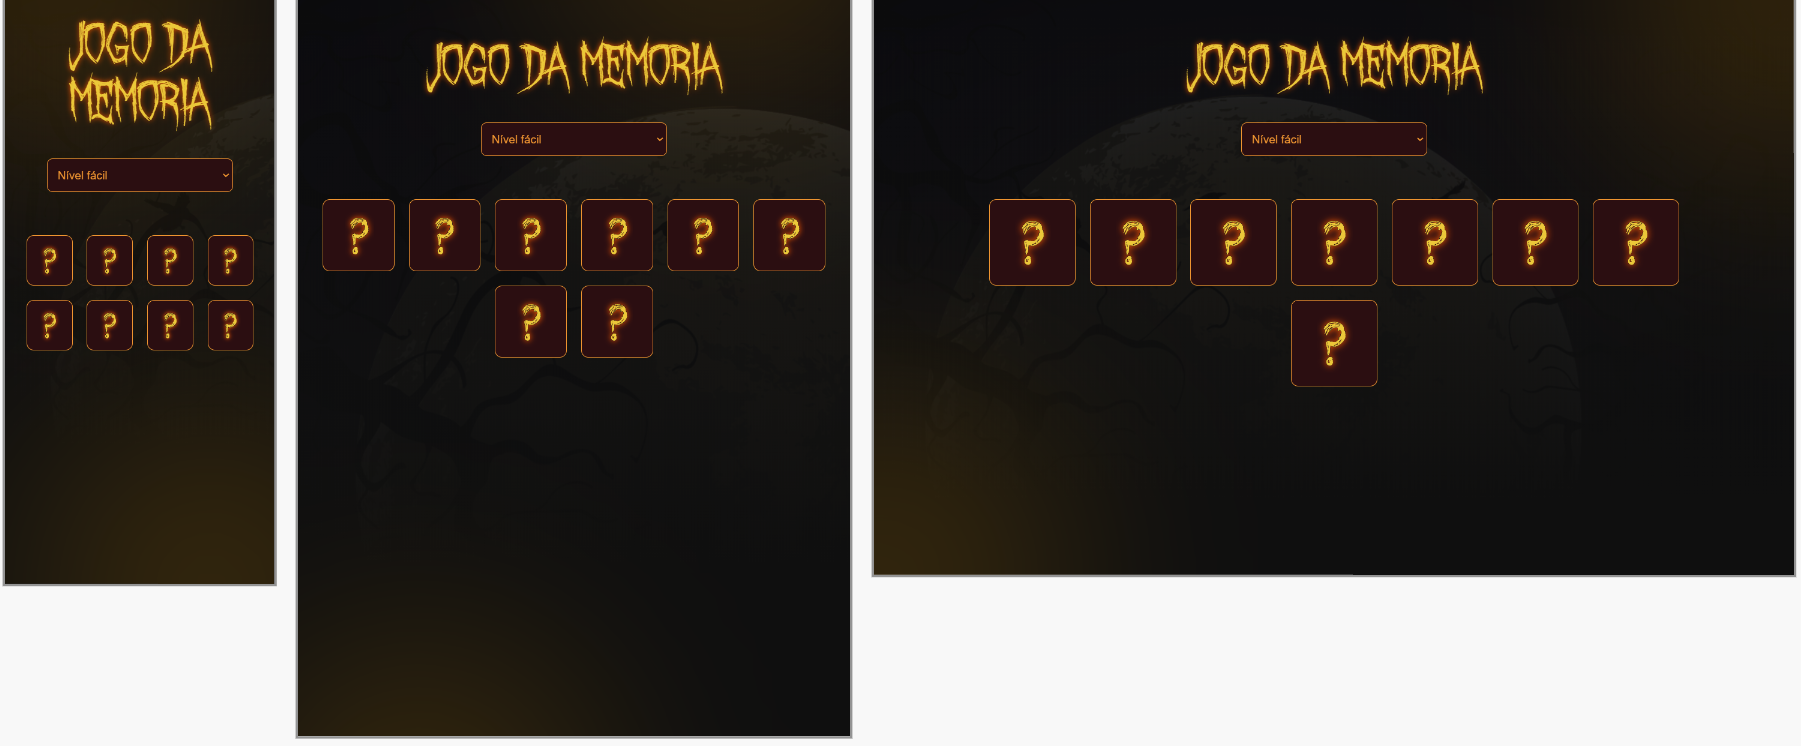 JOGO DA
MEMORIA
Nível fácil
? ? ? ?
? ? ? ?
JOGO DA MEMORIA
Nível fácil
? ? ? ? ? ?
? ?
JOGO DA MEMORIA
Nível fácil
? ? ? ? ? ? ?
?